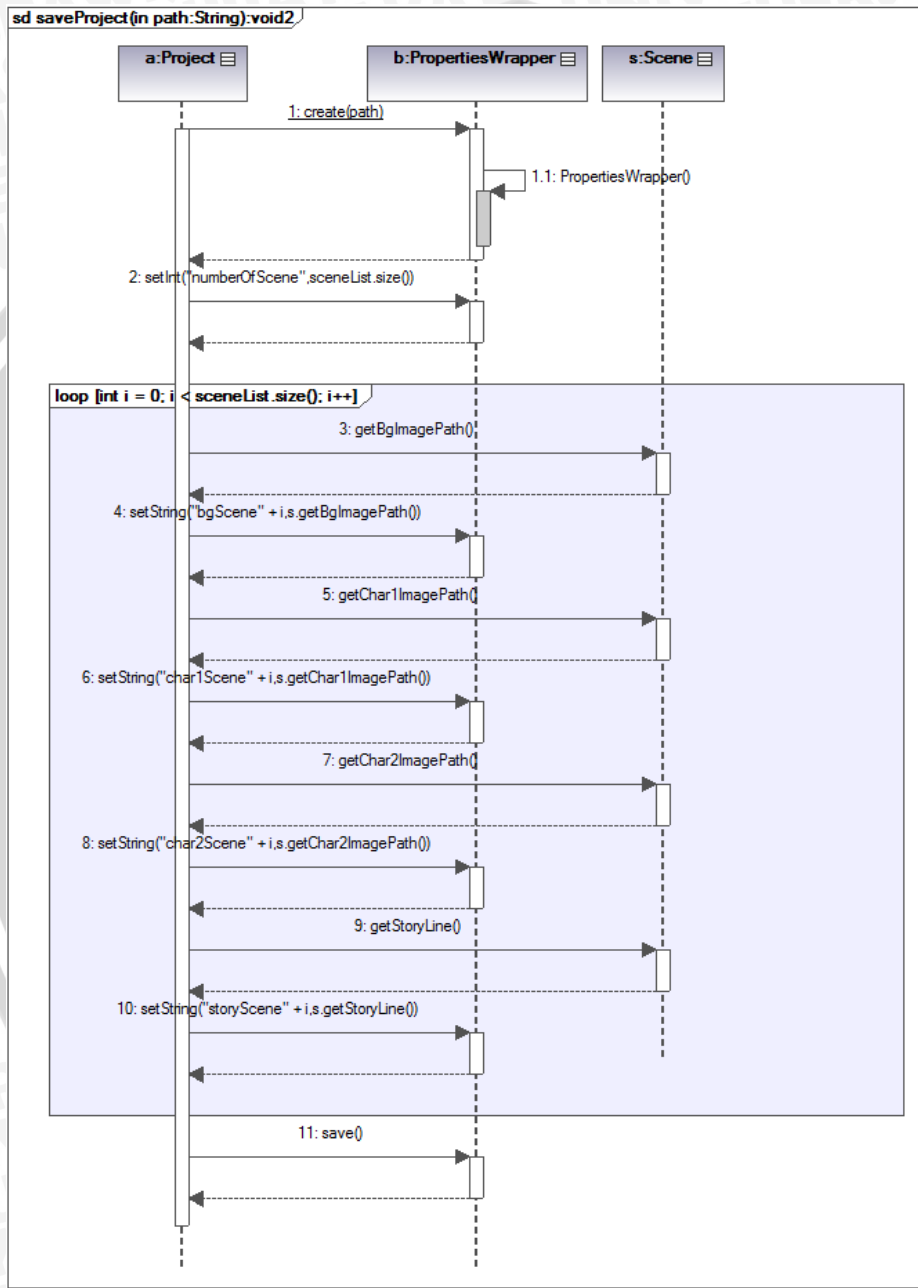 sd saveProject(in path:String):void2
a:Project
b:PropertiesWrapper
s:Scene
1: create(path)
1.1: PropertiesWrapper()
2: setInt("numberOfScene",sceneList.size())
loop [int i = 0; i < sceneList.size(); i++]
3: getBgImagePath()
4: setString("bgScene" + i,s.getBgImagePath())
5: getChar1ImagePath()
6: setString("char1Scene" + i,s.getChar1ImagePath())
7: getChar2ImagePath()
8: setString("char2Scene" + i,s.getChar2ImagePath())
9: getStoryLine()
10: setString("storyScene" + i,s.getStoryLine())
11: save()